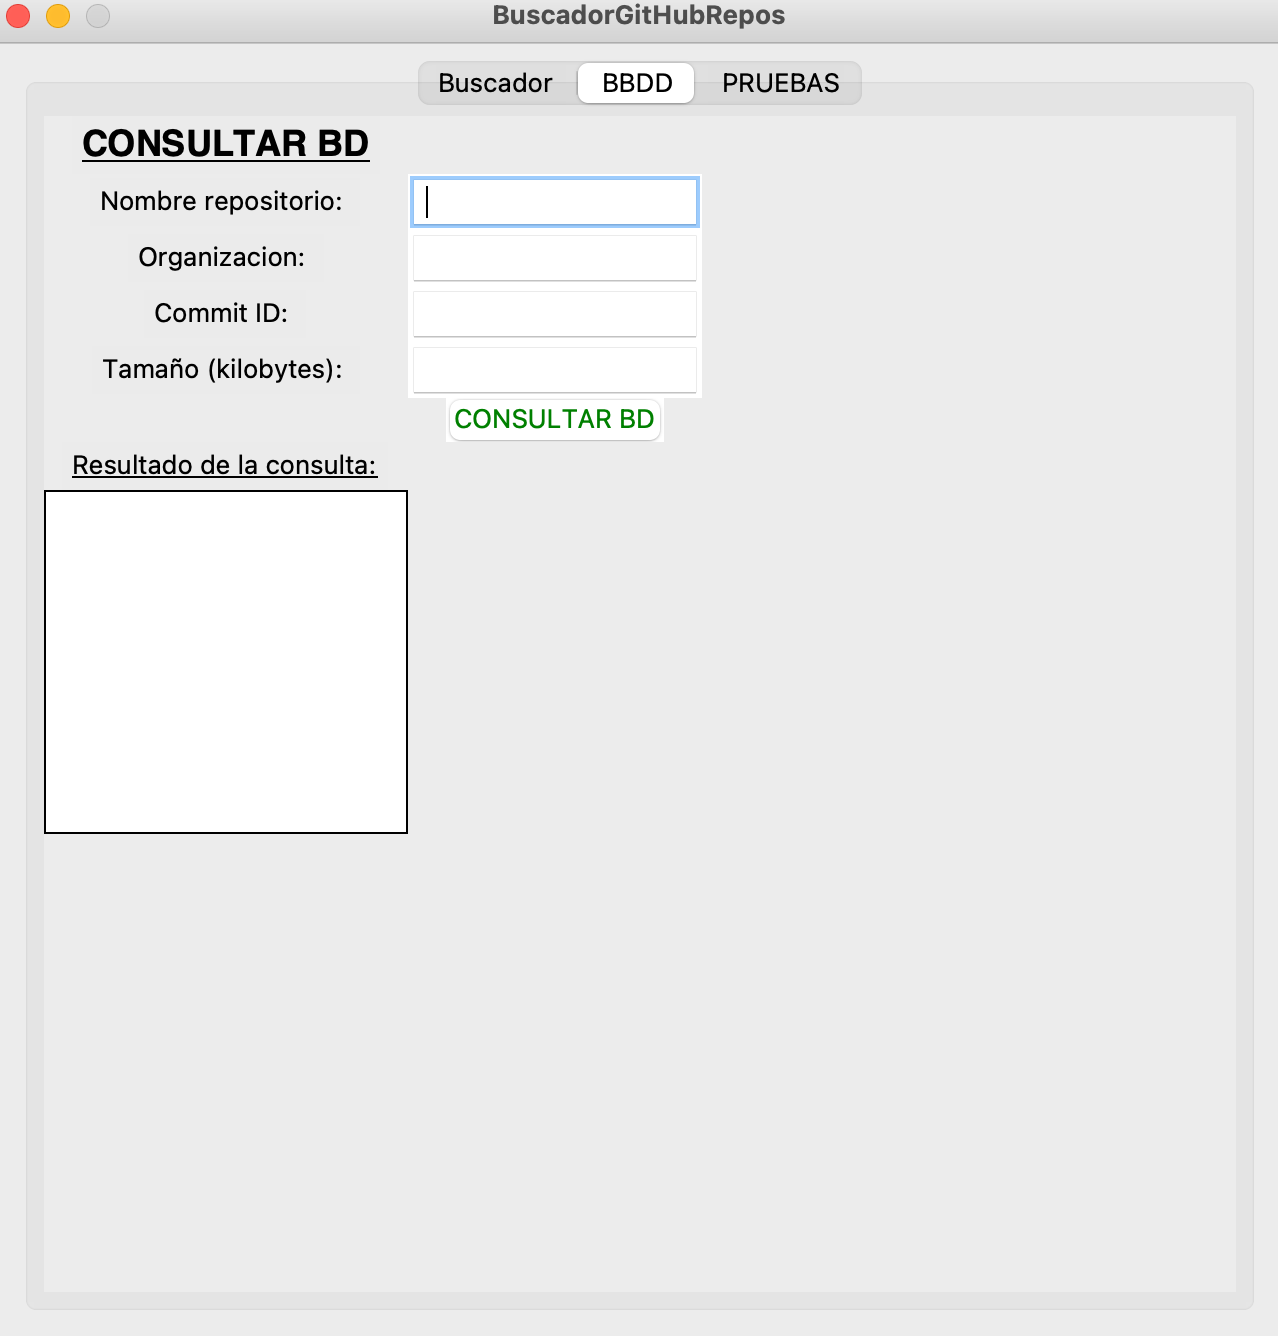 BuscadorGitHubRepos
Buscador BBDD PRUEBAS
CONSULTAR BD
Nombre repositorio:
Organizacion:
Commit ID:
Tamaño (kilobytes):
CONSULTAR BD
Resultado de la consulta: